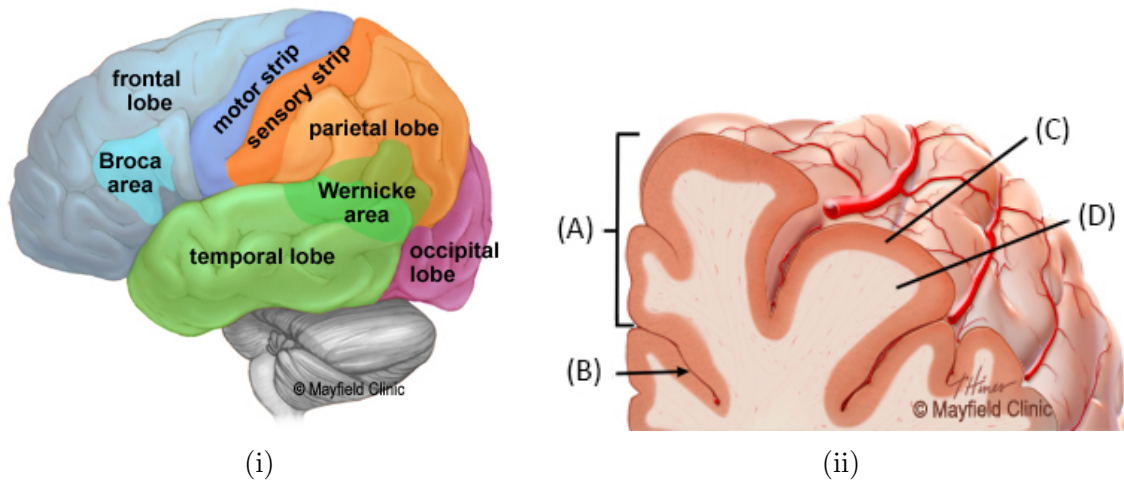 frontal
lobe
motor strip
sensory strip
parietal lobe
Broca
area
Wernicke
area
temporal lobe
occipital
lobe
© Mayfield Clinic
(i)
(A)
(B)
(C)
(D)
THines
© Mayfield Clinic
(ii)